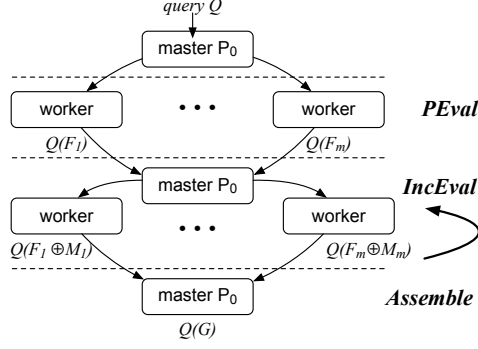 query Q
master P0
worker • • • worker PEval
Q(F1) Q(Fm)
master P0 IncEval
worker • • • worker
Q(F1 ⊕M1) Q(Fm⊕Mm)
master P0 Assemble
Q(G)